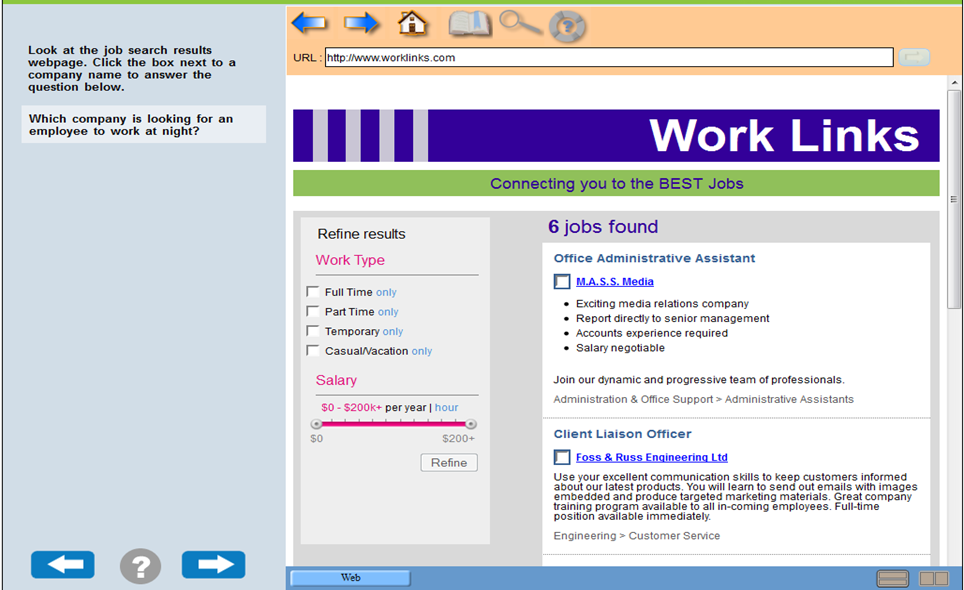 Look at the job search results
webpage. Click the box next to a
company name to answer the
question below.
Which company is looking for an
employee to work at night?
?
?
URL : http://www.worklinks.com
Work Links
Connecting you to the BEST Jobs
Refine results
Work Type
Full Time only
Part Time only
Temporary only
Casual/Vacation only
Salary
$0 - $200k+ per year | hour
$0 $200+
Refine
6 jobs found
Office Administrative Assistant
M.A.S.S. Media
• Exciting media relations company
• Report directly to senior management
• Accounts experience required
• Salary negotiable
Join our dynamic and progressive team of professionals.
Administration & Office Support > Administrative Assistants
Client Liaison Officer
Foss & Russ Engineering Ltd
Use your excellent communication skills to keep customers informed
about our latest products. You will learn to send out emails with images
embedded and produce targeted marketing materials. Great company
training program available to all in-coming employees. Full-time
position available immediately.
Engineering > Customer Service
Web